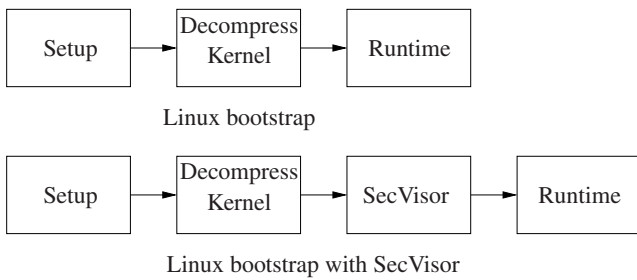 Setup
Decompress
Kernel
Runtime
Linux bootstrap
Setup
Decompress
Kernel
SecVisor
Runtime
Linux bootstrap with SecVisor